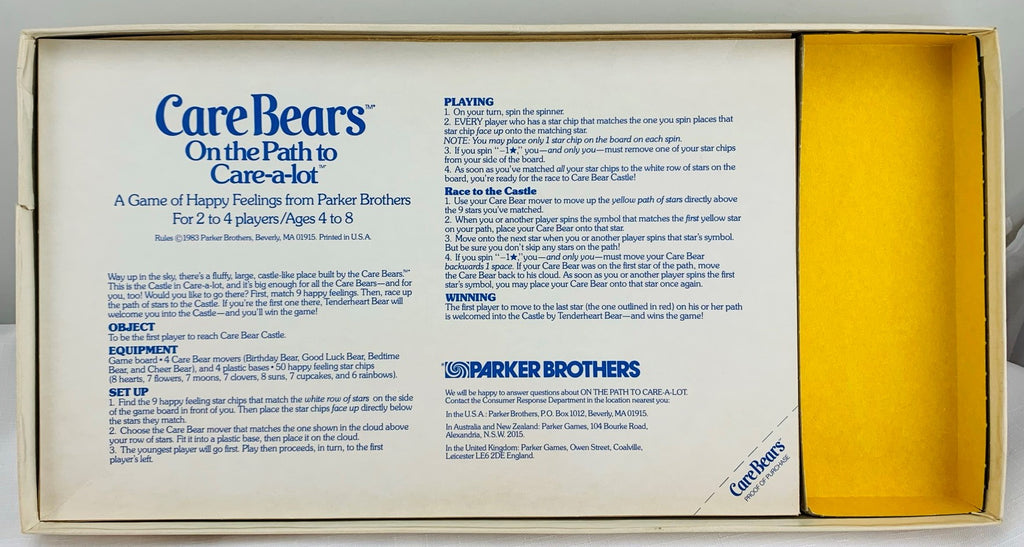 Care Bears™
On the Path to
Care-a-lot™
A Game of Happy Feelings from Parker Brothers
For 2 to 4 players/Ages 4 to 8
Rules ©1983 Parker Brothers, Beverly, MA 01915. Printed in U.S.A.
Way up in the sky, there's a fluffy, large, castle-like place built by the Care Bears.™
This is the Castle in Care-a-lot, and it's big enough for all the Care Bears—and for
you, too! Would you like to go there? First, match 9 happy feelings. Then, race up
the path of stars to the Castle. If you're the first one there, Tenderheart Bear will
welcome you into the Castle—and you'll win the game!
OBJECT
To be the first player to reach Care Bear Castle.
EQUIPMENT
Game board • 4 Care Bear movers (Birthday Bear, Good Luck Bear, Bedtime
Bear, and Cheer Bear), and 4 plastic bases • 50 happy feeling star chips
(8 hearts, 7 flowers, 7 moons, 7 clovers, 8 suns, 7 cupcakes, and 6 rainbows).
SET UP
1. Find the 9 happy feeling star chips that match the white row of stars on the side
of the game board in front of you. Then place the star chips face up directly below
the stars they match.
2. Choose the Care Bear mover that matches the one shown in the cloud above
your row of stars. Fit it into a plastic base, then place it on the cloud.
3. The youngest player will go first. Play then proceeds, in turn, to the first
player's left.
PLAYING
1. On your turn, spin the spinner.
2. EVERY player who has a star chip that matches the one you spin places that
star chip face up onto the matching star.
NOTE: You may place only 1 star chip on the board on each spin.
3. If you spin "−1★," you—and only you—must remove one of your star chips
from your side of the board.
4. As soon as you've matched all your star chips to the white row of stars on the
board, you're ready for the race to Care Bear Castle!
Race to the Castle
1. Use your Care Bear mover to move up the yellow path of stars directly above
the 9 stars you've matched.
2. When you or another player spins the symbol that matches the first yellow star
on your path, place your Care Bear onto that star.
3. Move onto the next star when you or another player spins that star's symbol.
But be sure you don't skip any stars on the path!
4. If you spin "−1★," you—and only you—must move your Care Bear
backwards 1 space. If your Care Bear was on the first star of the path, move
the Care Bear back to his cloud. As soon as you or another player spins the first
star's symbol, you may place your Care Bear onto that star once again.
WINNING
The first player to move to the last star (the one outlined in red) on his or her path
is welcomed into the Castle by Tenderheart Bear—and wins the game!
PARKER BROTHERS
We will be happy to answer questions about ON THE PATH TO CARE-A-LOT.
Contact the Consumer Response Department in the location nearest you:
In the U.S.A.: Parker Brothers, P.O. Box 1012, Beverly, MA 01915.
In Australia and New Zealand: Parker Games, 104 Bourke Road,
Alexandria, N.S.W. 2015.
In the United Kingdom: Parker Games, Owen Street, Coalville,
Leicester LE6 2DE England.
Care Bears™
PROOF OF PURCHASE